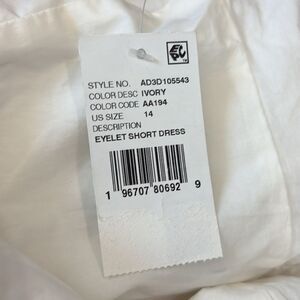 STYLE NO. AD3D105543
COLOR DESC IVORY
COLOR CODE AA194
US SIZE 14
DESCRIPTION
EYELET SHORT DRESS
1 96707 80692 9